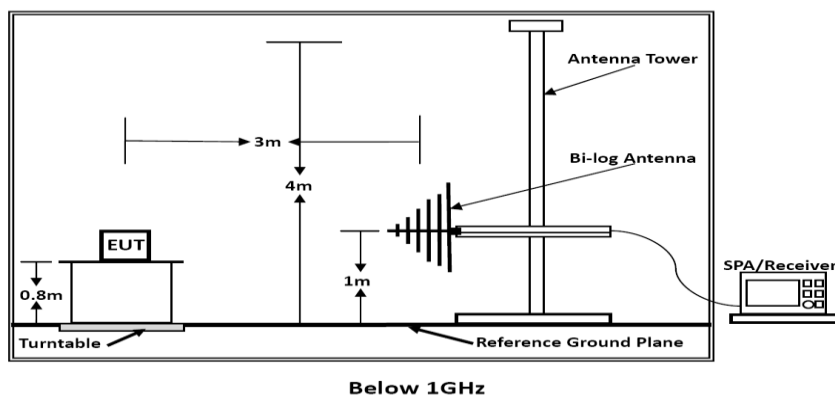 Antenna Tower
3m
Bi-log Antenna
4m
EUT
SPA/Receiver
0.8m
1m
Turntable
Reference Ground Plane
Below 1GHz